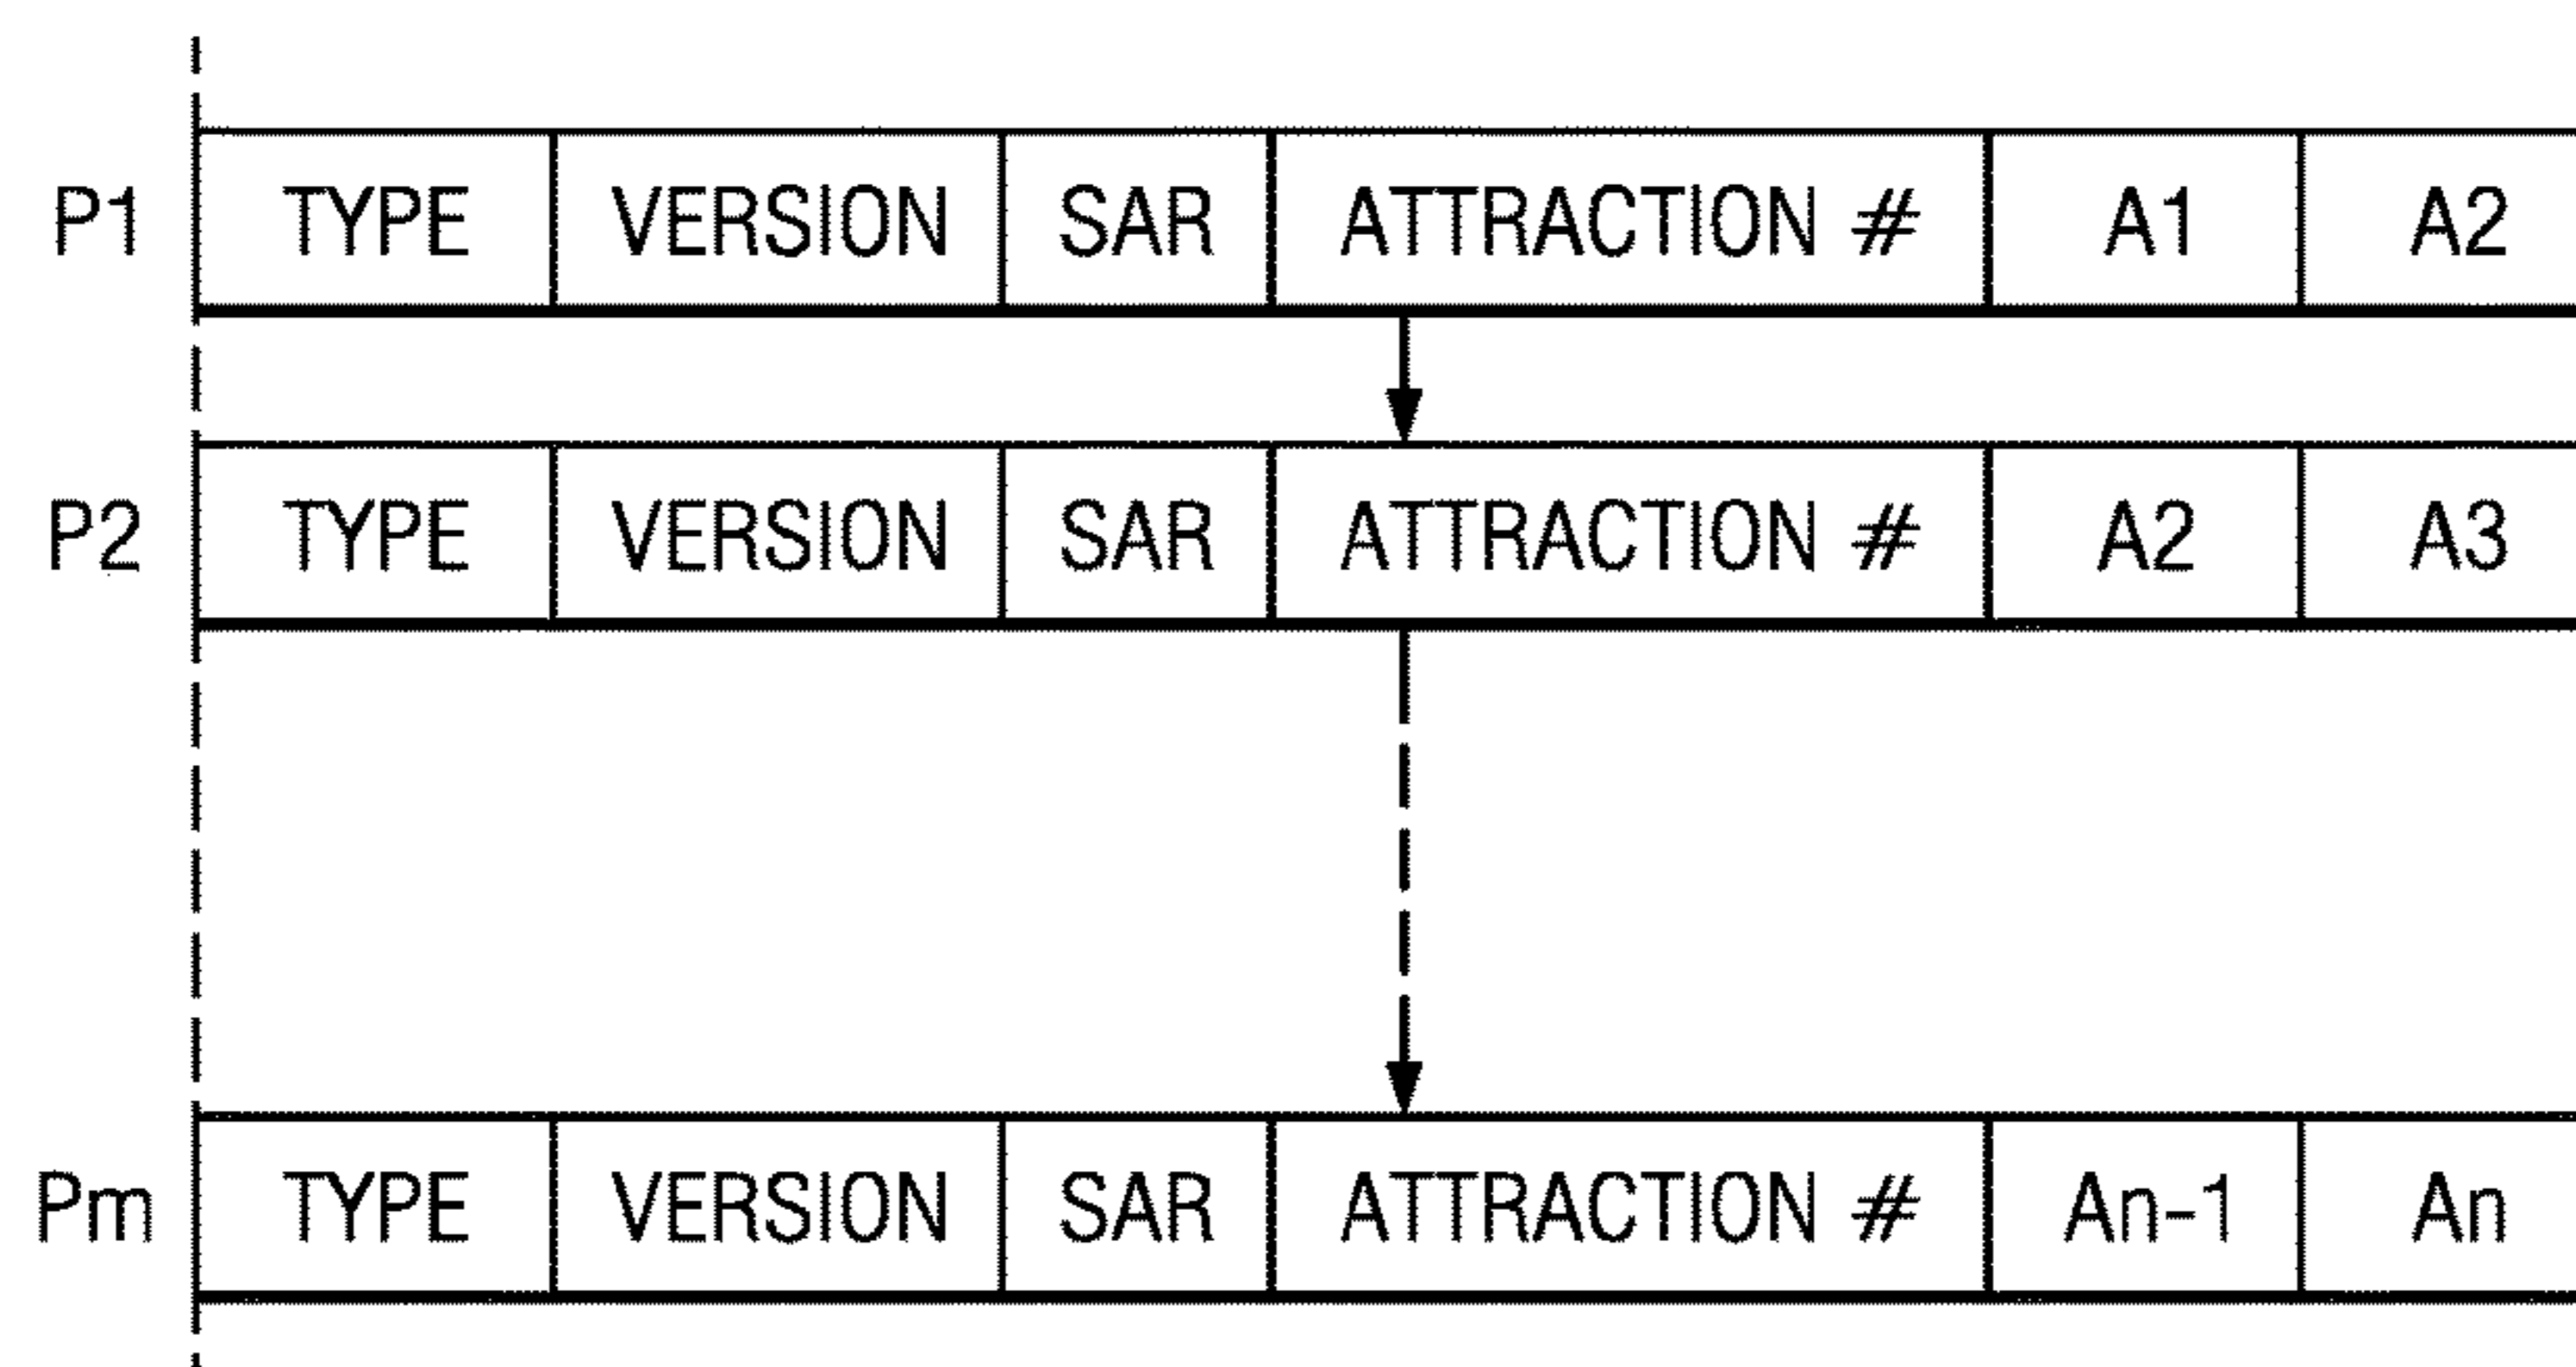 P1 TYPE VERSION SAR ATTRACTION # A1 A2
P2 TYPE VERSION SAR ATTRACTION # A2 A3
Pm TYPE VERSION SAR ATTRACTION # An-1 An